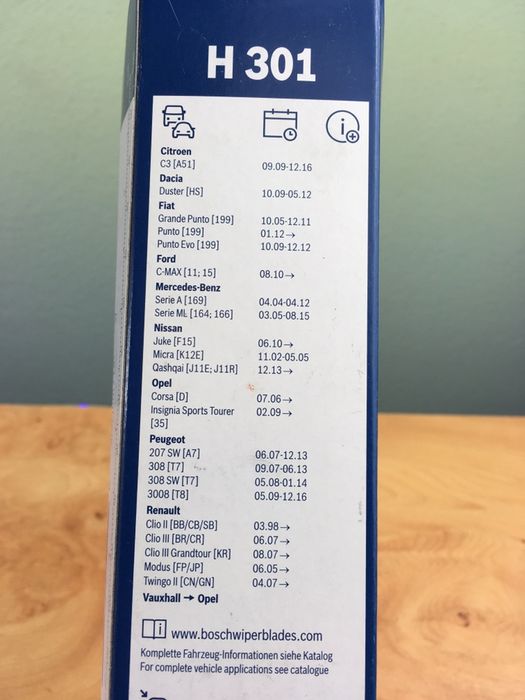 H 301
Citroen
C3 [A51] 09.09-12.16
Dacia
Duster [HS] 10.09-05.12
Fiat
Grande Punto [199] 10.05-12.11
Punto [199] 01.12→
Punto Evo [199] 10.09-12.12
Ford
C-MAX [11; 15] 08.10→
Mercedes-Benz
Serie A [169] 04.04-04.12
Serie ML [164; 166] 03.05-08.15
Nissan
Juke [F15] 06.10→
Micra [K12E] 11.02-05.05
Qashqai [J11E; J11R] 12.13→
Opel
Corsa [D] 07.06→
Insignia Sports Tourer 02.09→
[35]
Peugeot
207 SW [A7] 06.07-12.13
308 [T7] 09.07-06.13
308 SW [T7] 05.08-01.14
3008 [T8] 05.09-12.16
Renault
Clio II [BB/CB/SB] 03.98→
Clio III [BR/CR] 06.07→
Clio III Grandtour [KR] 08.07→
Modus [FP/JP] 06.05→
Twingo II [CN/GN] 04.07→
Vauxhall → Opel
www.boschwiperblades.com
Komplette Fahrzeug-Informationen siehe Katalog
For complete vehicle applications see catalogue